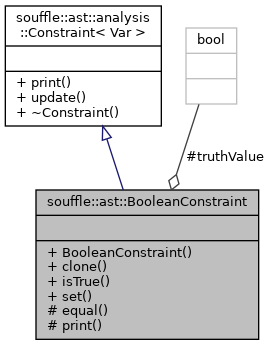 souffle::ast::analysis
::Constraint< Var >
+ print()
+ update()
+ ~Constraint()
bool
#truthValue
souffle::ast::BooleanConstraint
+ BooleanConstraint()
+ clone()
+ isTrue()
+ set()
# equal()
# print()